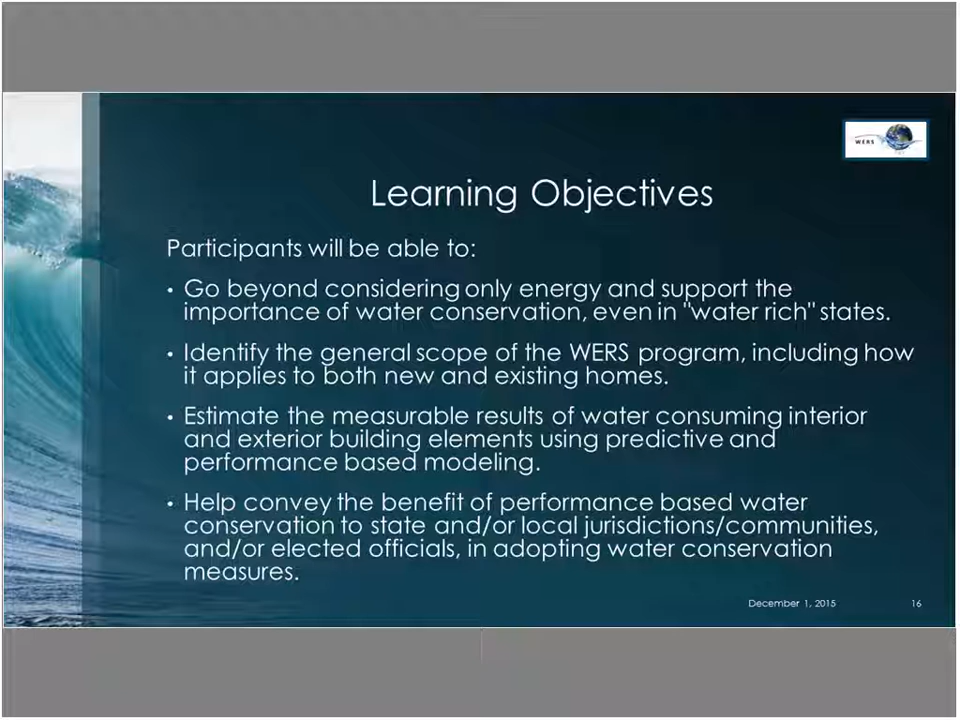 WERS
Learning Objectives
Participants will be able to:
• Go beyond considering only energy and support the
importance of water conservation, even in "water rich" states.
• Identify the general scope of the WERS program, including how
it applies to both new and existing homes.
• Estimate the measurable results of water consuming interior
and exterior building elements using predictive and
performance based modeling.
• Help convey the benefit of performance based water
conservation to state and/or local jurisdictions/communities,
and/or elected officials, in adopting water conservation
measures.
December 1, 2015 16